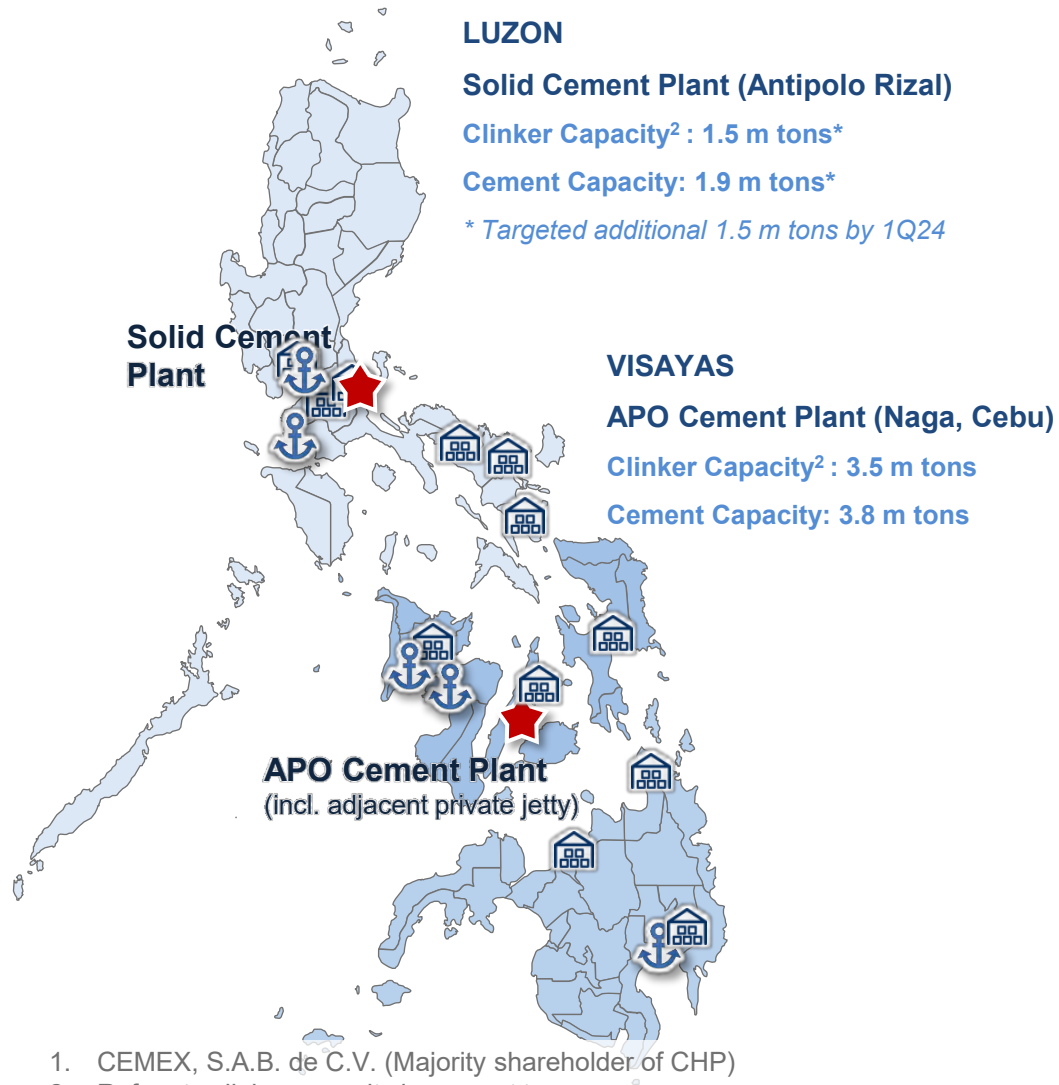 LUZON
Solid Cement Plant (Antipolo Rizal)
Clinker Capacity² : 1.5 m tons*
Cement Capacity: 1.9 m tons*
* Targeted additional 1.5 m tons by 1Q24
Solid Cement
Plant
VISAYAS
APO Cement Plant (Naga, Cebu)
Clinker Capacity² : 3.5 m tons
Cement Capacity: 3.8 m tons
APO Cement Plant
(incl. adjacent private jetty)
1. CEMEX, S.A.B. de C.V. (Majority shareholder of CHP)